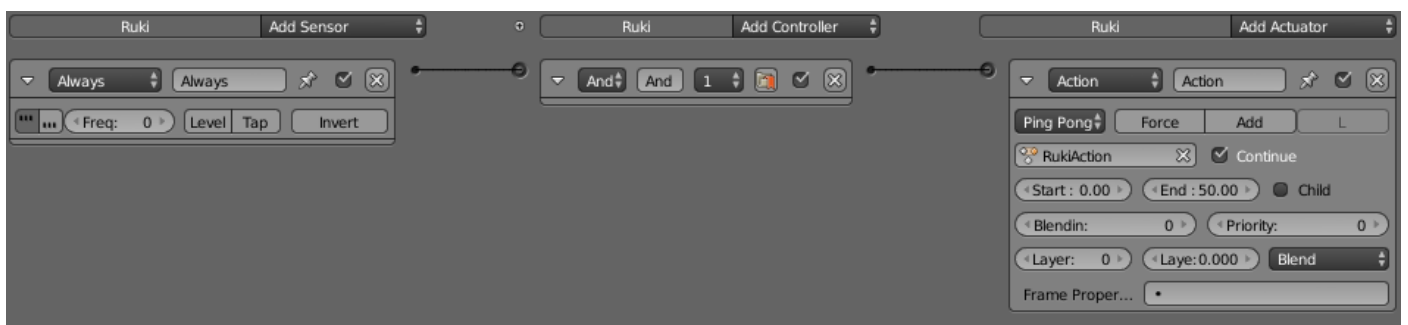 Ruki Add Sensor Ruki Add Controller Ruki Add Actuator
Always Always And And 1 Action Action
Freq: 0 Level Tap Invert Ping Pong Force Add L
RukiAction Continue
Start : 0.00 End : 50.00 Child
Blendin: 0 Priority: 0
Layer: 0 Laye: 0.000 Blend
Frame Proper...